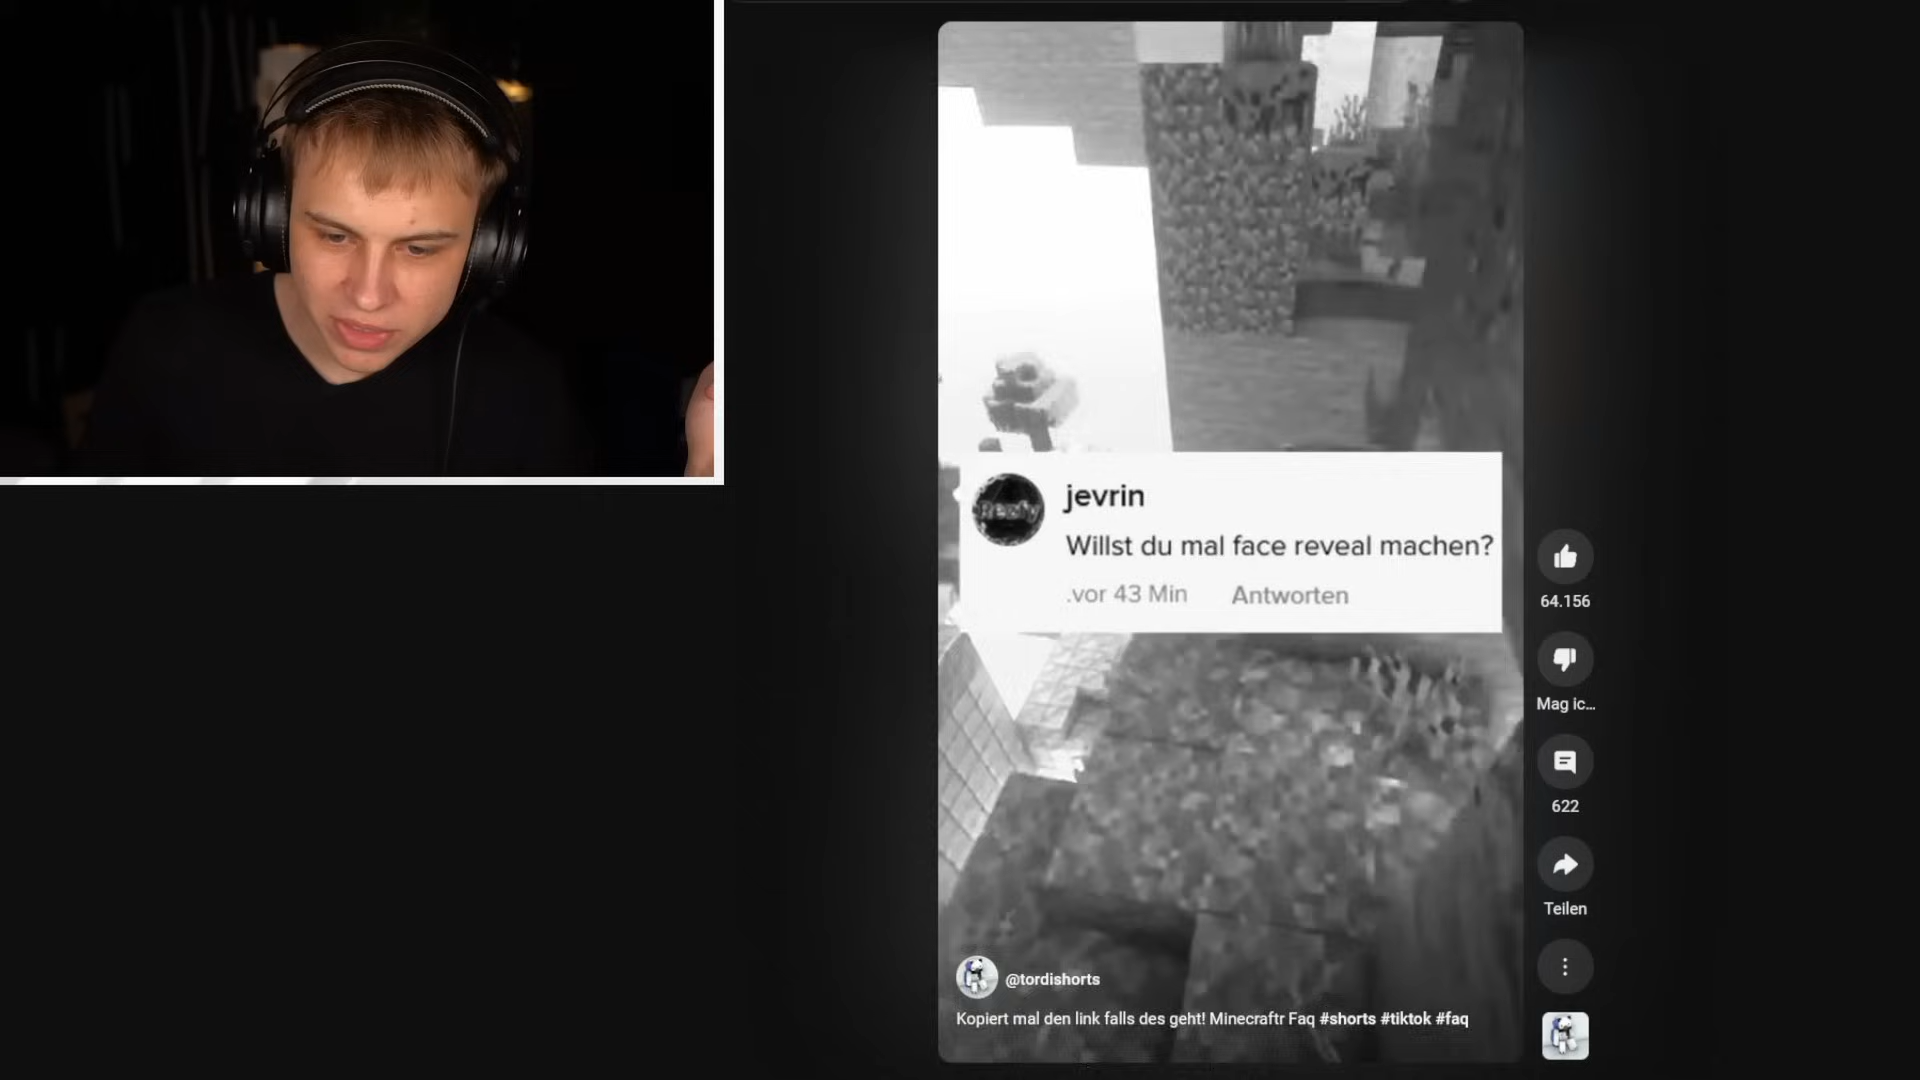 jevrin
Willst du mal face reveal machen?
.vor 43 Min Antworten
64.156
Mag ic...
622
Teilen
@tordishorts
Kopiert mal den link falls des geht! Minecraftr Faq #shorts #tiktok #faq